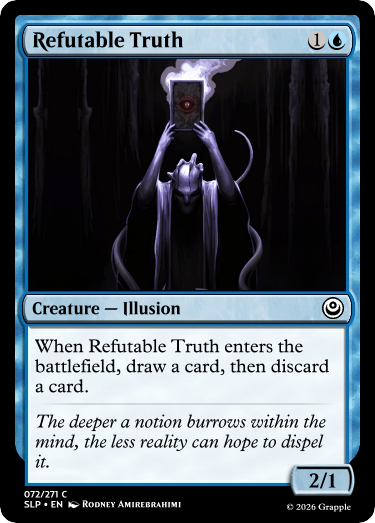 Refutable Truth 1
Creature — Illusion
When Refutable Truth enters the
battlefield, draw a card, then discard
a card.
The deeper a notion burrows within the
mind, the less reality can hope to dispel
it.
2/1
072/271 C
SLP • EN Rodney Amirebrahimi
© 2026 Grapple